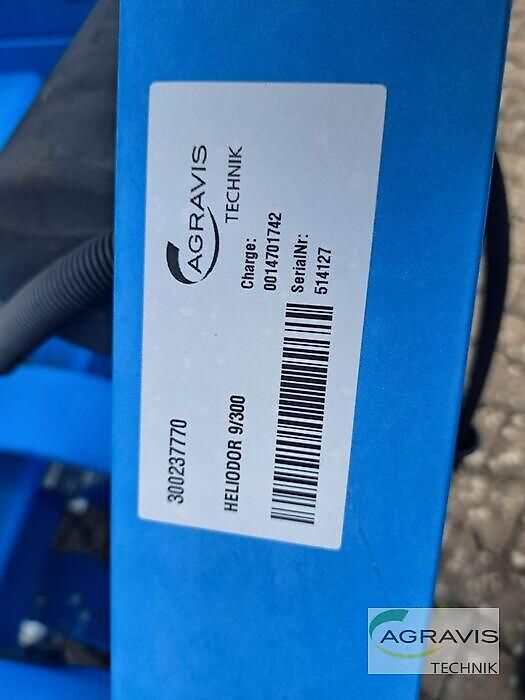 300237770
AGRAVIS
TECHNIK
HELIODOR 9/300
Charge:
0014701742
SerialNr:
514127
AGRAVIS
TECHNIK